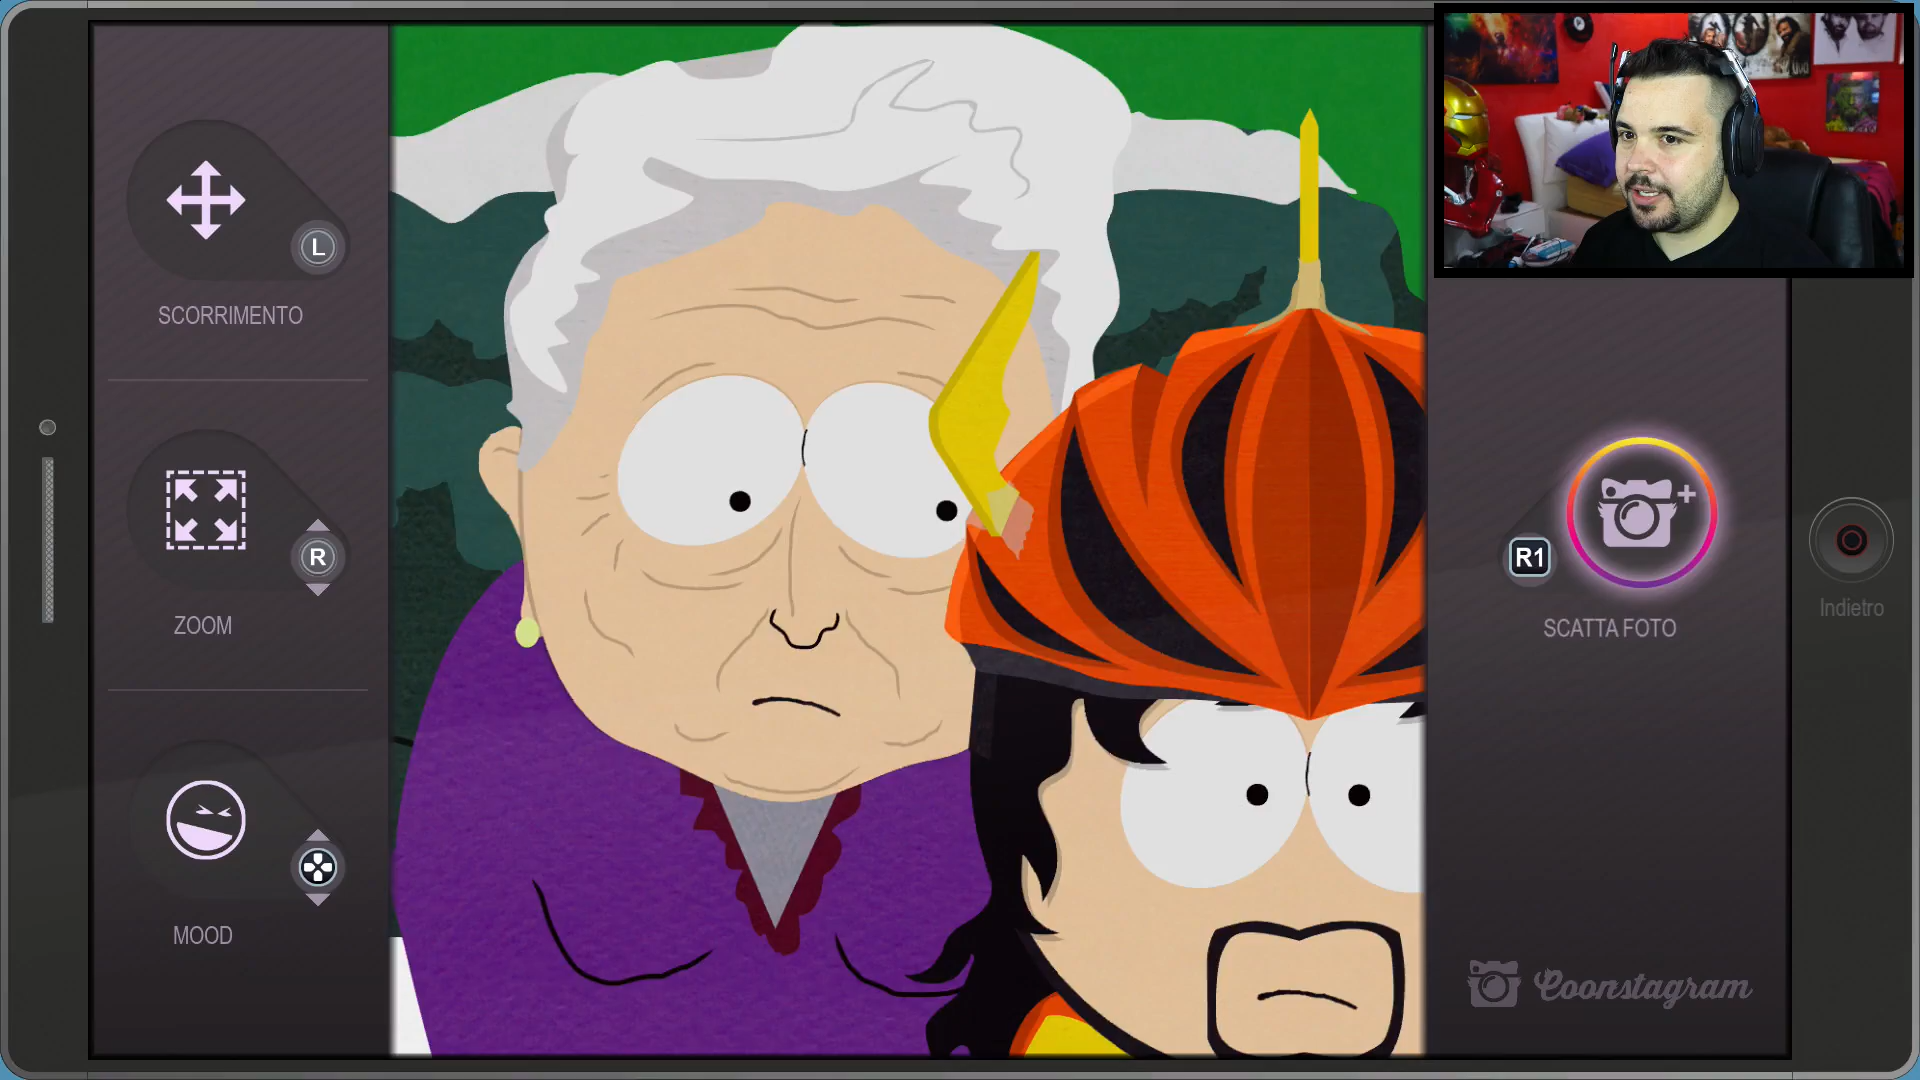 L
SCORRIMENTO
R
ZOOM
MOOD
R1
SCATTA FOTO
Indietro
Coonstagram